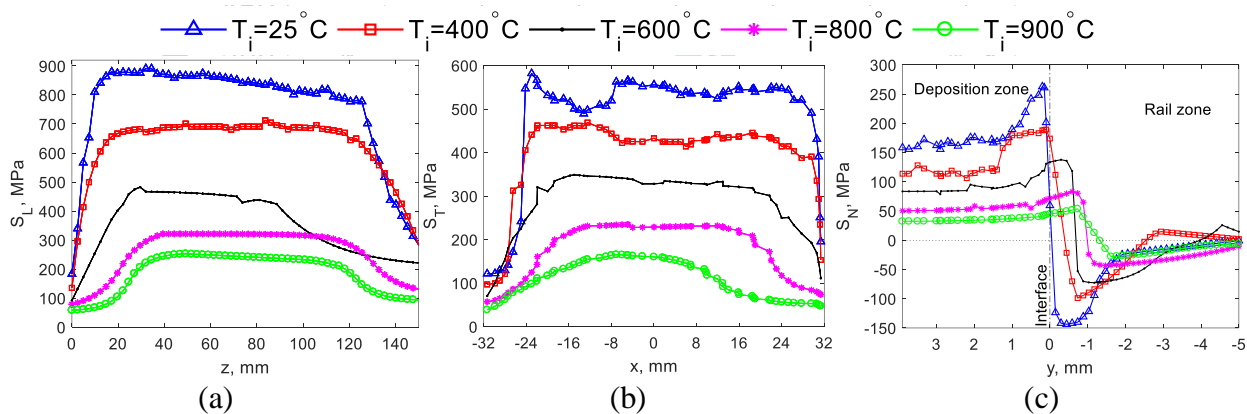 T_i=25°C T_i=400°C T_i=600°C T_i=800°C T_i=900°C
900
800
700
600
500
400
300
200
100
0
S_L, MPa
0 20 40 60 80 100 120 140
z, mm
(a)
600
500
400
300
200
100
0
S_T, MPa
-32 -24 -16 -8 0 8 16 24 32
x, mm
(b)
300
250
200
150
100
50
0
-50
-100
-150
S_N, MPa
Deposition zone
Rail zone
Interface
3 2 1 0 -1 -2 -3 -4 -5
y, mm
(c)